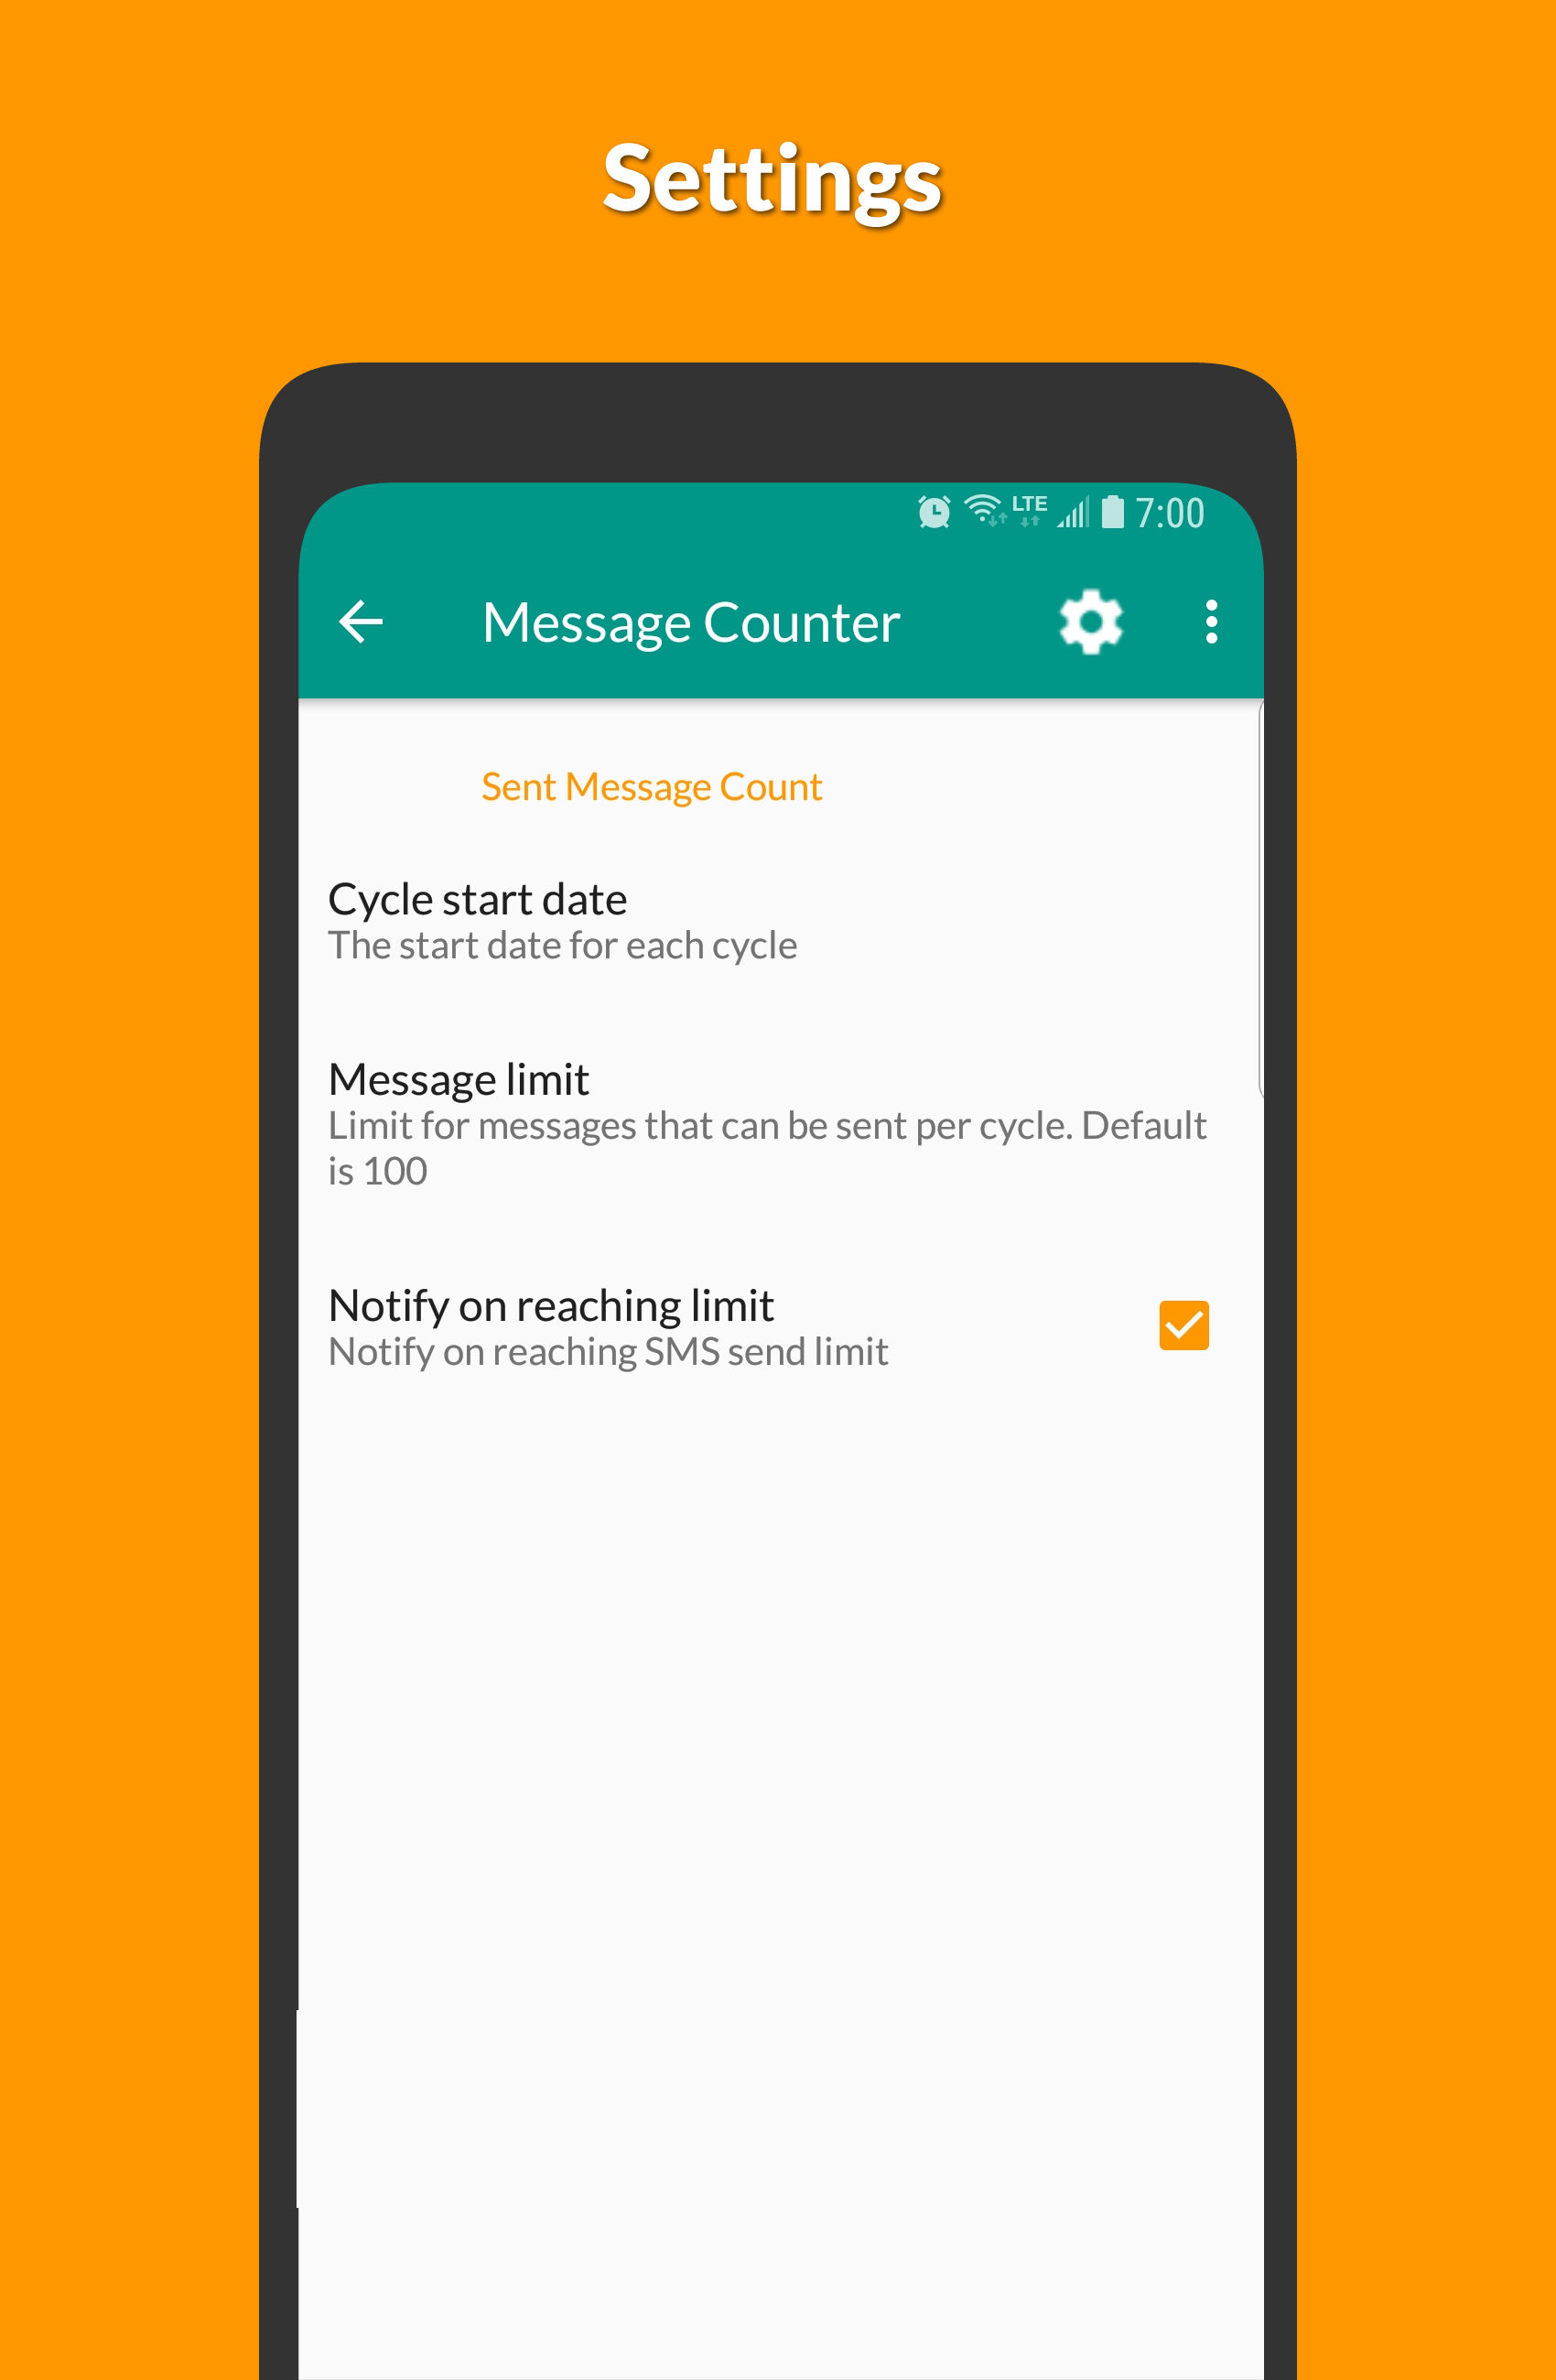 Settings
LTE 7:00
Message Counter
Sent Message Count
Cycle start date
The start date for each cycle
Message limit
Limit for messages that can be sent per cycle. Default
is 100
Notify on reaching limit
Notify on reaching SMS send limit